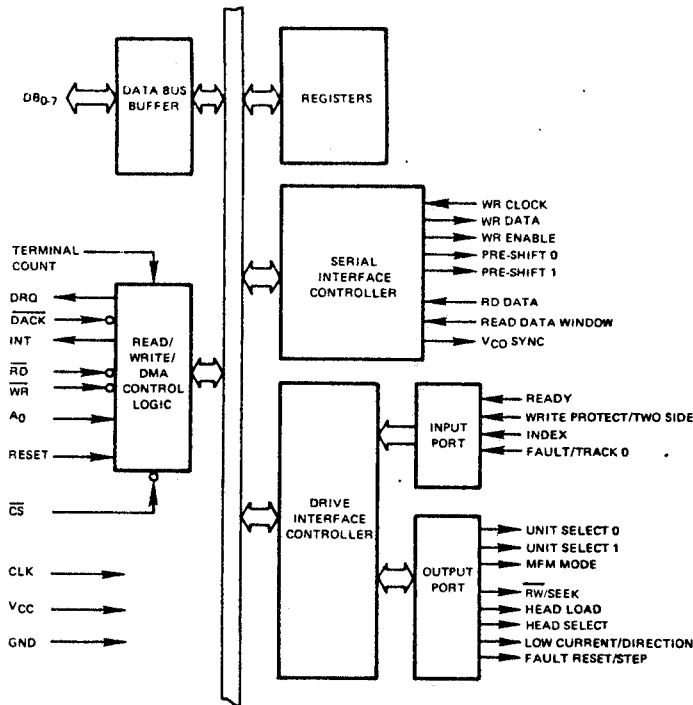 DB0-7
DATA BUS
BUFFER
REGISTERS
TERMINAL
COUNT
DRQ
DACK
INT
RD
WR
A0
RESET
CS
READ/
WRITE/
DMA
CONTROL
LOGIC
CLK
VCC
GND
SERIAL
INTERFACE
CONTROLLER
WR CLOCK
WR DATA
WR ENABLE
PRE-SHIFT 0
PRE-SHIFT 1
RD DATA
READ DATA WINDOW
VCO SYNC
DRIVE
INTERFACE
CONTROLLER
INPUT
PORT
READY
WRITE PROTECT/TWO SIDE
INDEX
FAULT/TRACK 0
OUTPUT
PORT
UNIT SELECT 0
UNIT SELECT 1
MFM MODE
RW/SEEK
HEAD LOAD
HEAD SELECT
LOW CURRENT/DIRECTION
FAULT RESET/STEP